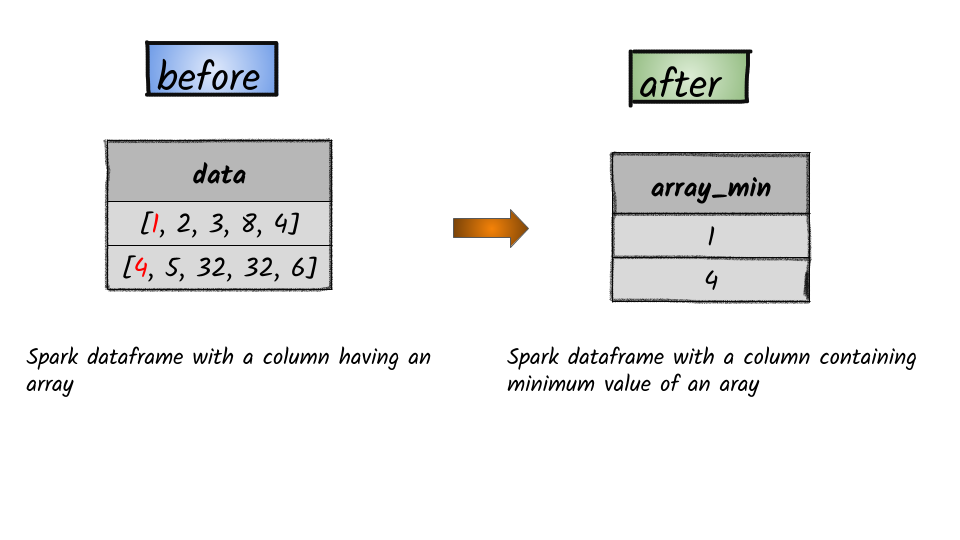 before
after
data
[1, 2, 3, 8, 4]
[4, 5, 32, 32, 6]
array_min
1
4
Spark dataframe with a column having an
array
Spark dataframe with a column containing
minimum value of an aray